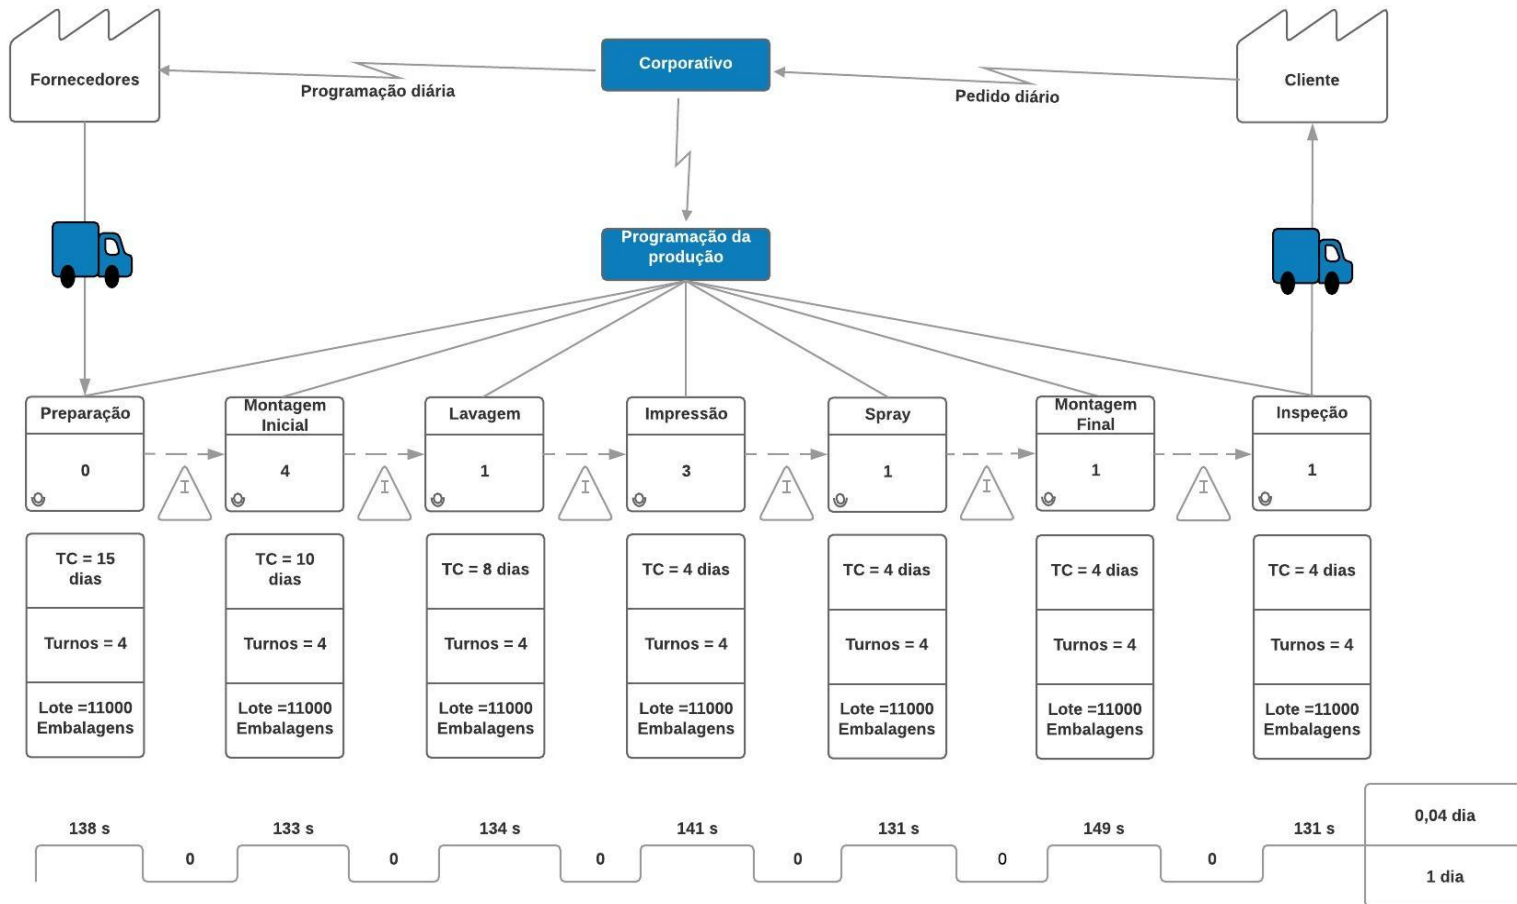 Fornecedores
Programação diária
Corporativo
Pedido diário
Cliente
Programação da
produção
Preparação
0
Montagem
Inicial
4
Lavagem
1
Impressão
3
Spray
1
Montagem
Final
1
Inspeção
1
I
I
I
I
I
I
TC = 15
dias
Turnos = 4
Lote =11000
Embalagens
TC = 10
dias
Turnos = 4
Lote =11000
Embalagens
TC = 8 dias
Turnos = 4
Lote =11000
Embalagens
TC = 4 dias
Turnos = 4
Lote =11000
Embalagens
TC = 4 dias
Turnos = 4
Lote =11000
Embalagens
TC = 4 dias
Turnos = 4
Lote =11000
Embalagens
TC = 4 dias
Turnos = 4
Lote =11000
Embalagens
138 s
0
133 s
0
134 s
0
141 s
0
131 s
0
149 s
0
131 s
0,04 dia
1 dia